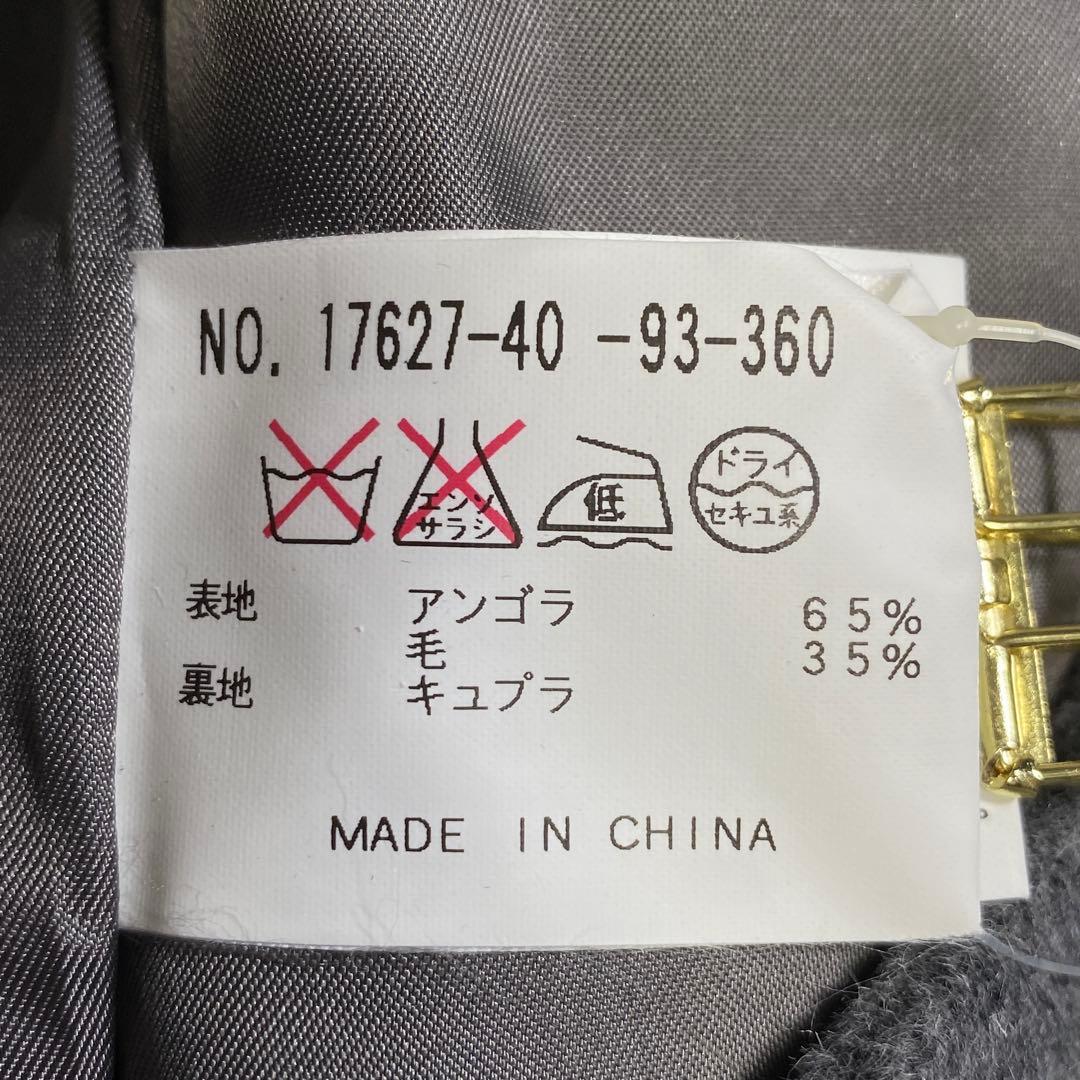 NO. 17627-40 -93-360
エンソ
サラシ
低
ドライ
セキユ系
表地 アンゴラ 65%
毛 35%
裏地 キュプラ
MADE IN CHINA